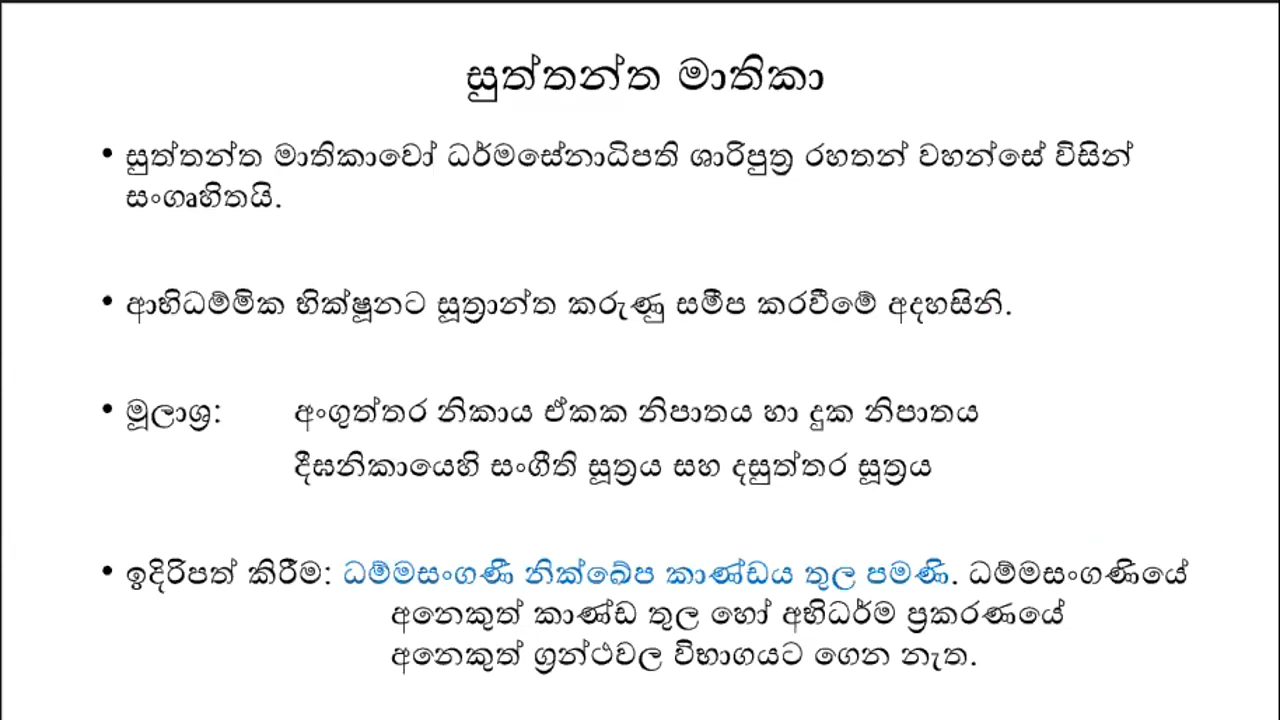 සුත්තන්ත මාතිකා
• සුත්තන්ත මාතිකාවෝ ධර්මසේනාධිපති ශාරිපුත්‍ර රහතන් වහන්සේ විසින්
සංගෘහිතයි.
• ආභිධම්මික භික්ෂූනට සූත්‍රාන්ත කරුණු සමීප කරවීමේ අදහසිනි.
• මූලාශ්‍ර: අංගුත්තර නිකාය ඒකක නිපාතය හා දුක නිපාතය
දීඝනිකායෙහි සංගීති සූත්‍රය සහ දසුත්තර සූත්‍රය
• ඉදිරිපත් කිරීම: ධම්මසංගණී නික්ඛේප කාණ්ඩය තුල පමණි. ධම්මසංගණියේ
අනෙකුත් කාණ්ඩ තුල හෝ අභිධර්ම ප්‍රකරණයේ
අනෙකුත් ග්‍රන්ථවල විභාගයට ගෙන නැත.